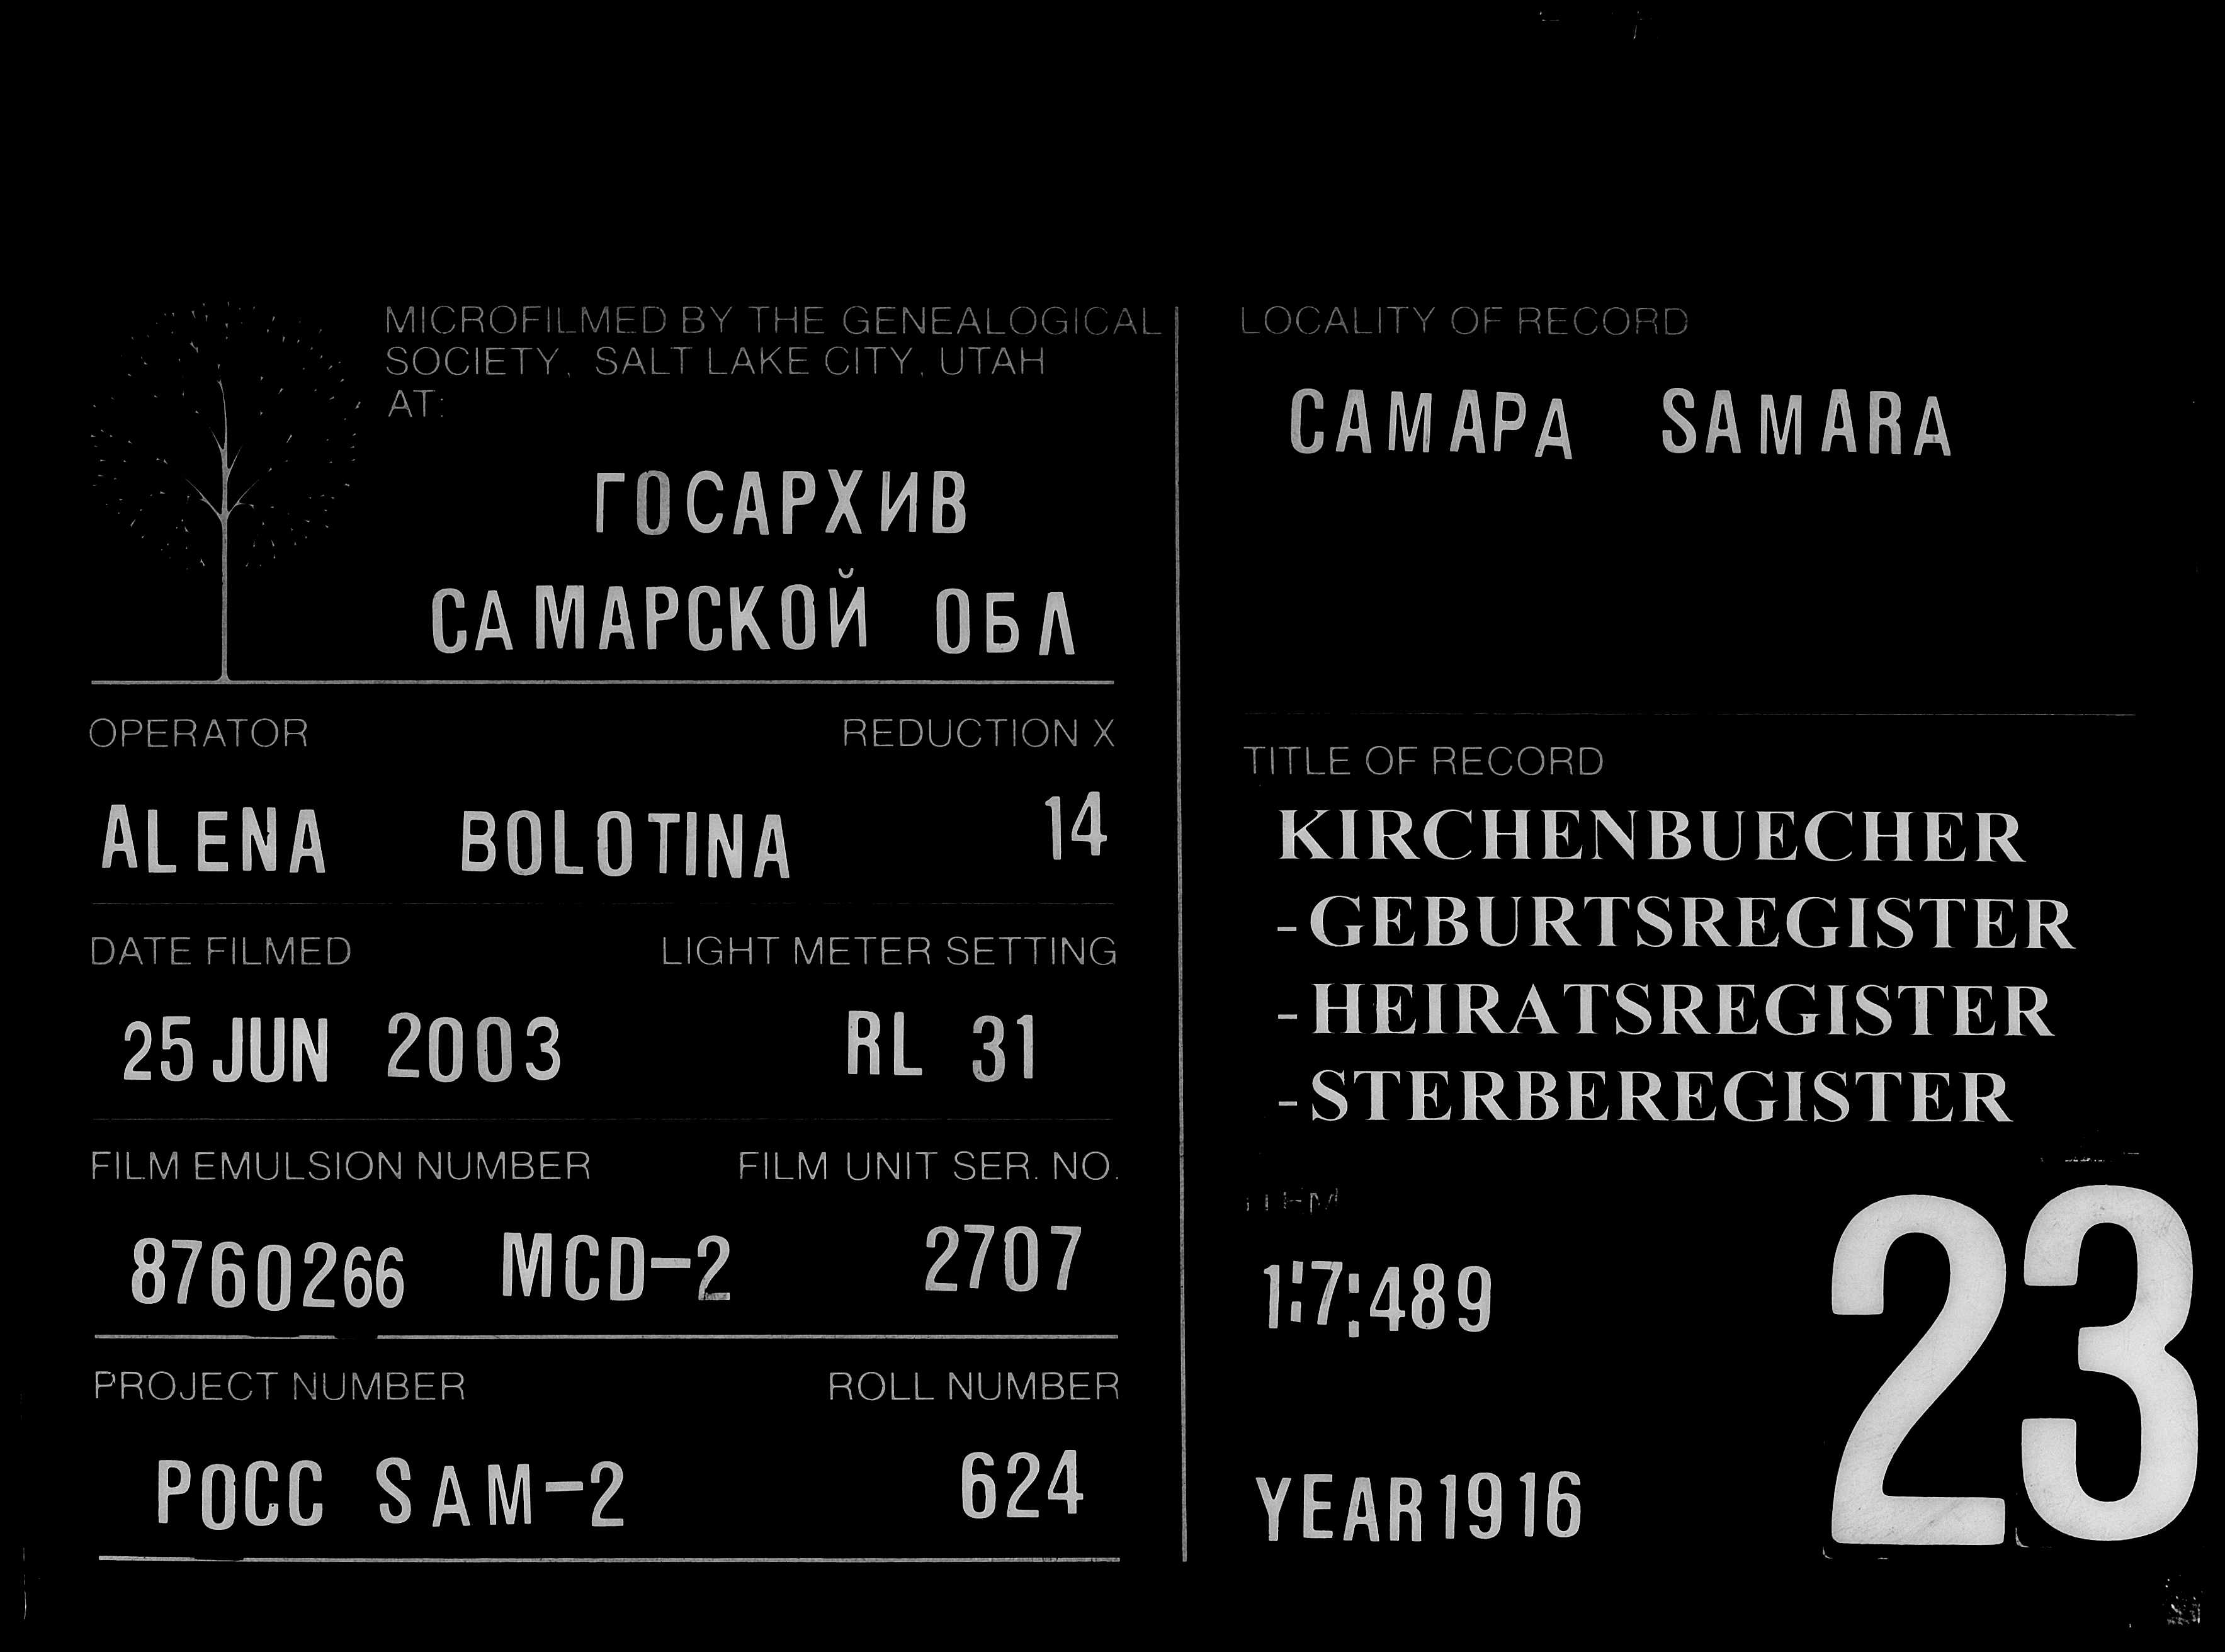 MICROFILMED BY THE GENEALOGICAL
SOCIETY, SALT LAKE CITY, UTAH
AT:
ГОСАРХИВ
САМАРСКОЙ ОБЛ
OPERATOR REDUCTION X
ALENA BOLOTINA 14
DATE FILMED LIGHT METER SETTING
25 JUN 2003 RL 31
FILM EMULSION NUMBER FILM UNIT SER. NO.
8760266 MCD-2 2707
PROJECT NUMBER ROLL NUMBER
РОСС SAM-2 624
LOCALITY OF RECORD
САМАРА SAMARA
TITLE OF RECORD
KIRCHENBUECHER
-GEBURTSREGISTER
-HEIRATSREGISTER
-STERBEREGISTER
ITEM
1:7:489
YEAR 1916
23